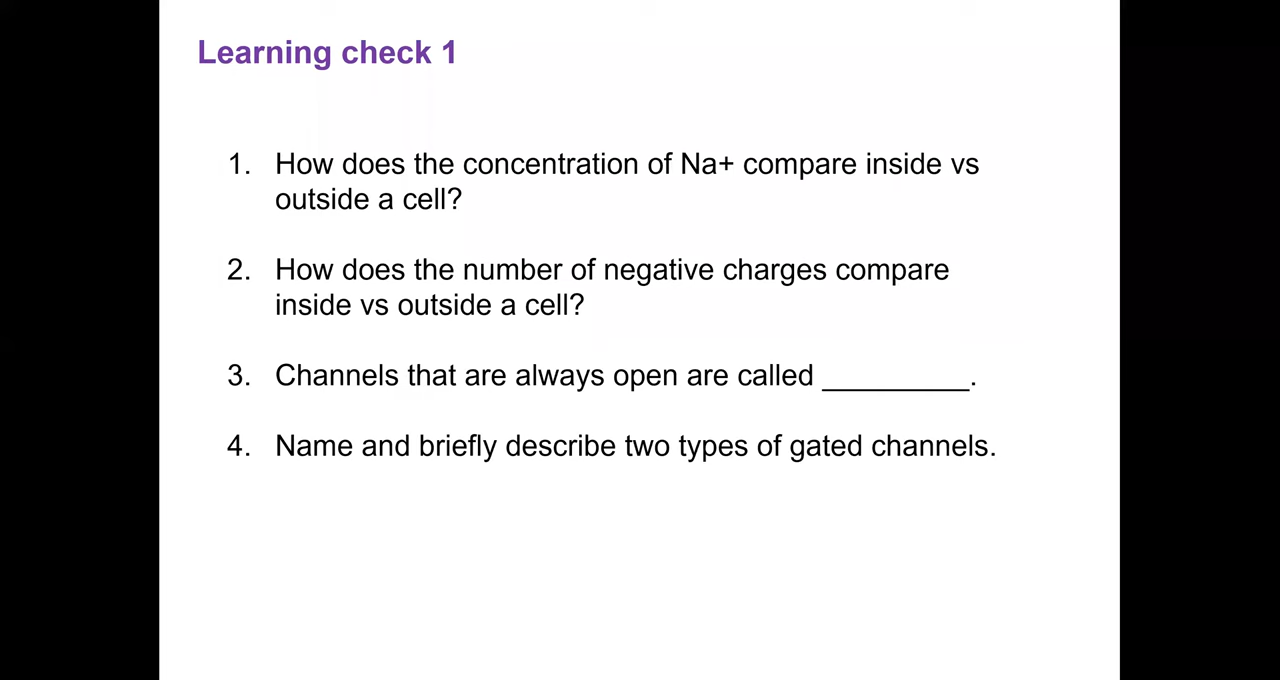 Learning check 1
1. How does the concentration of Na+ compare inside vs
outside a cell?
2. How does the number of negative charges compare
inside vs outside a cell?
3. Channels that are always open are called _________.
4. Name and briefly describe two types of gated channels.